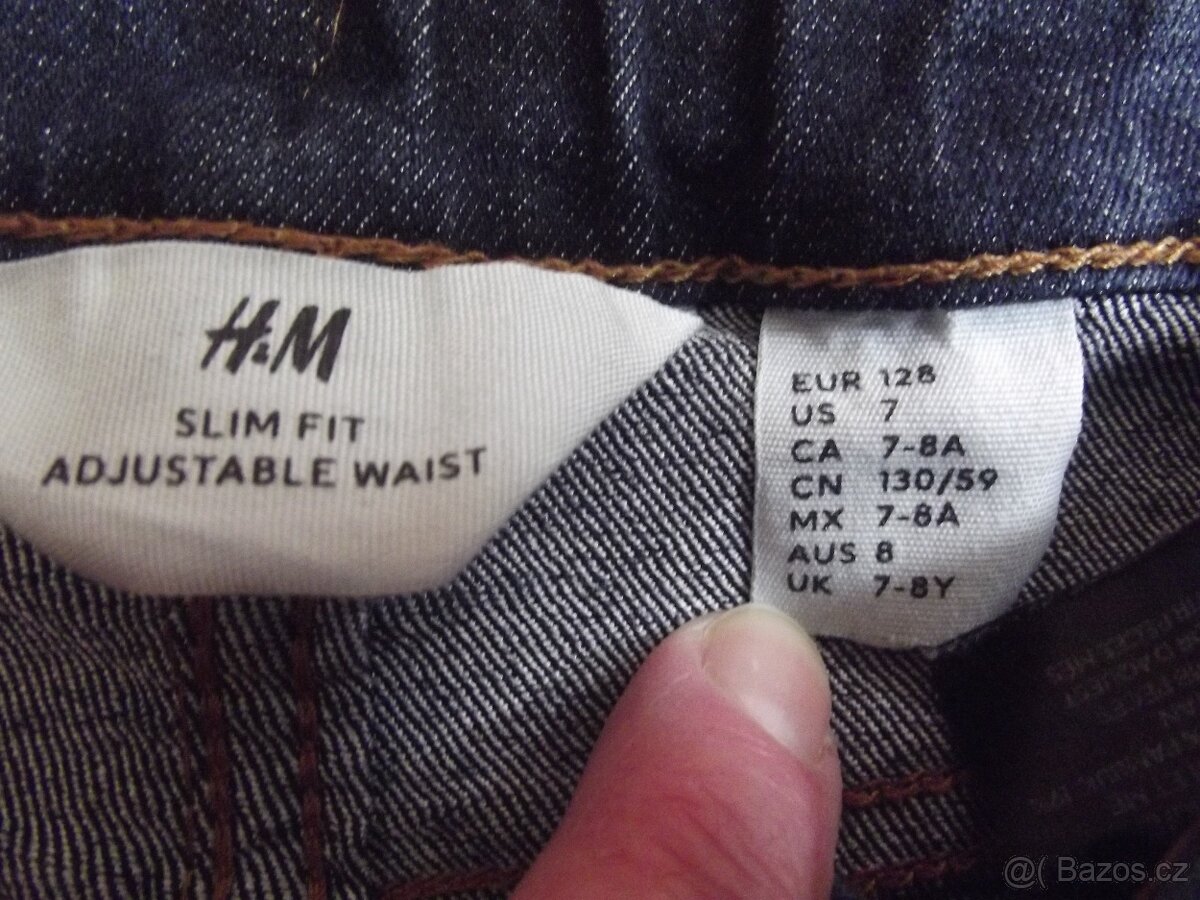 H&M
SLIM FIT
ADJUSTABLE WAIST
EUR 128
US 7
CA 7-8A
CN 130/59
MX 7-8A
AUS 8
UK 7-8Y
@( Bazos.cz